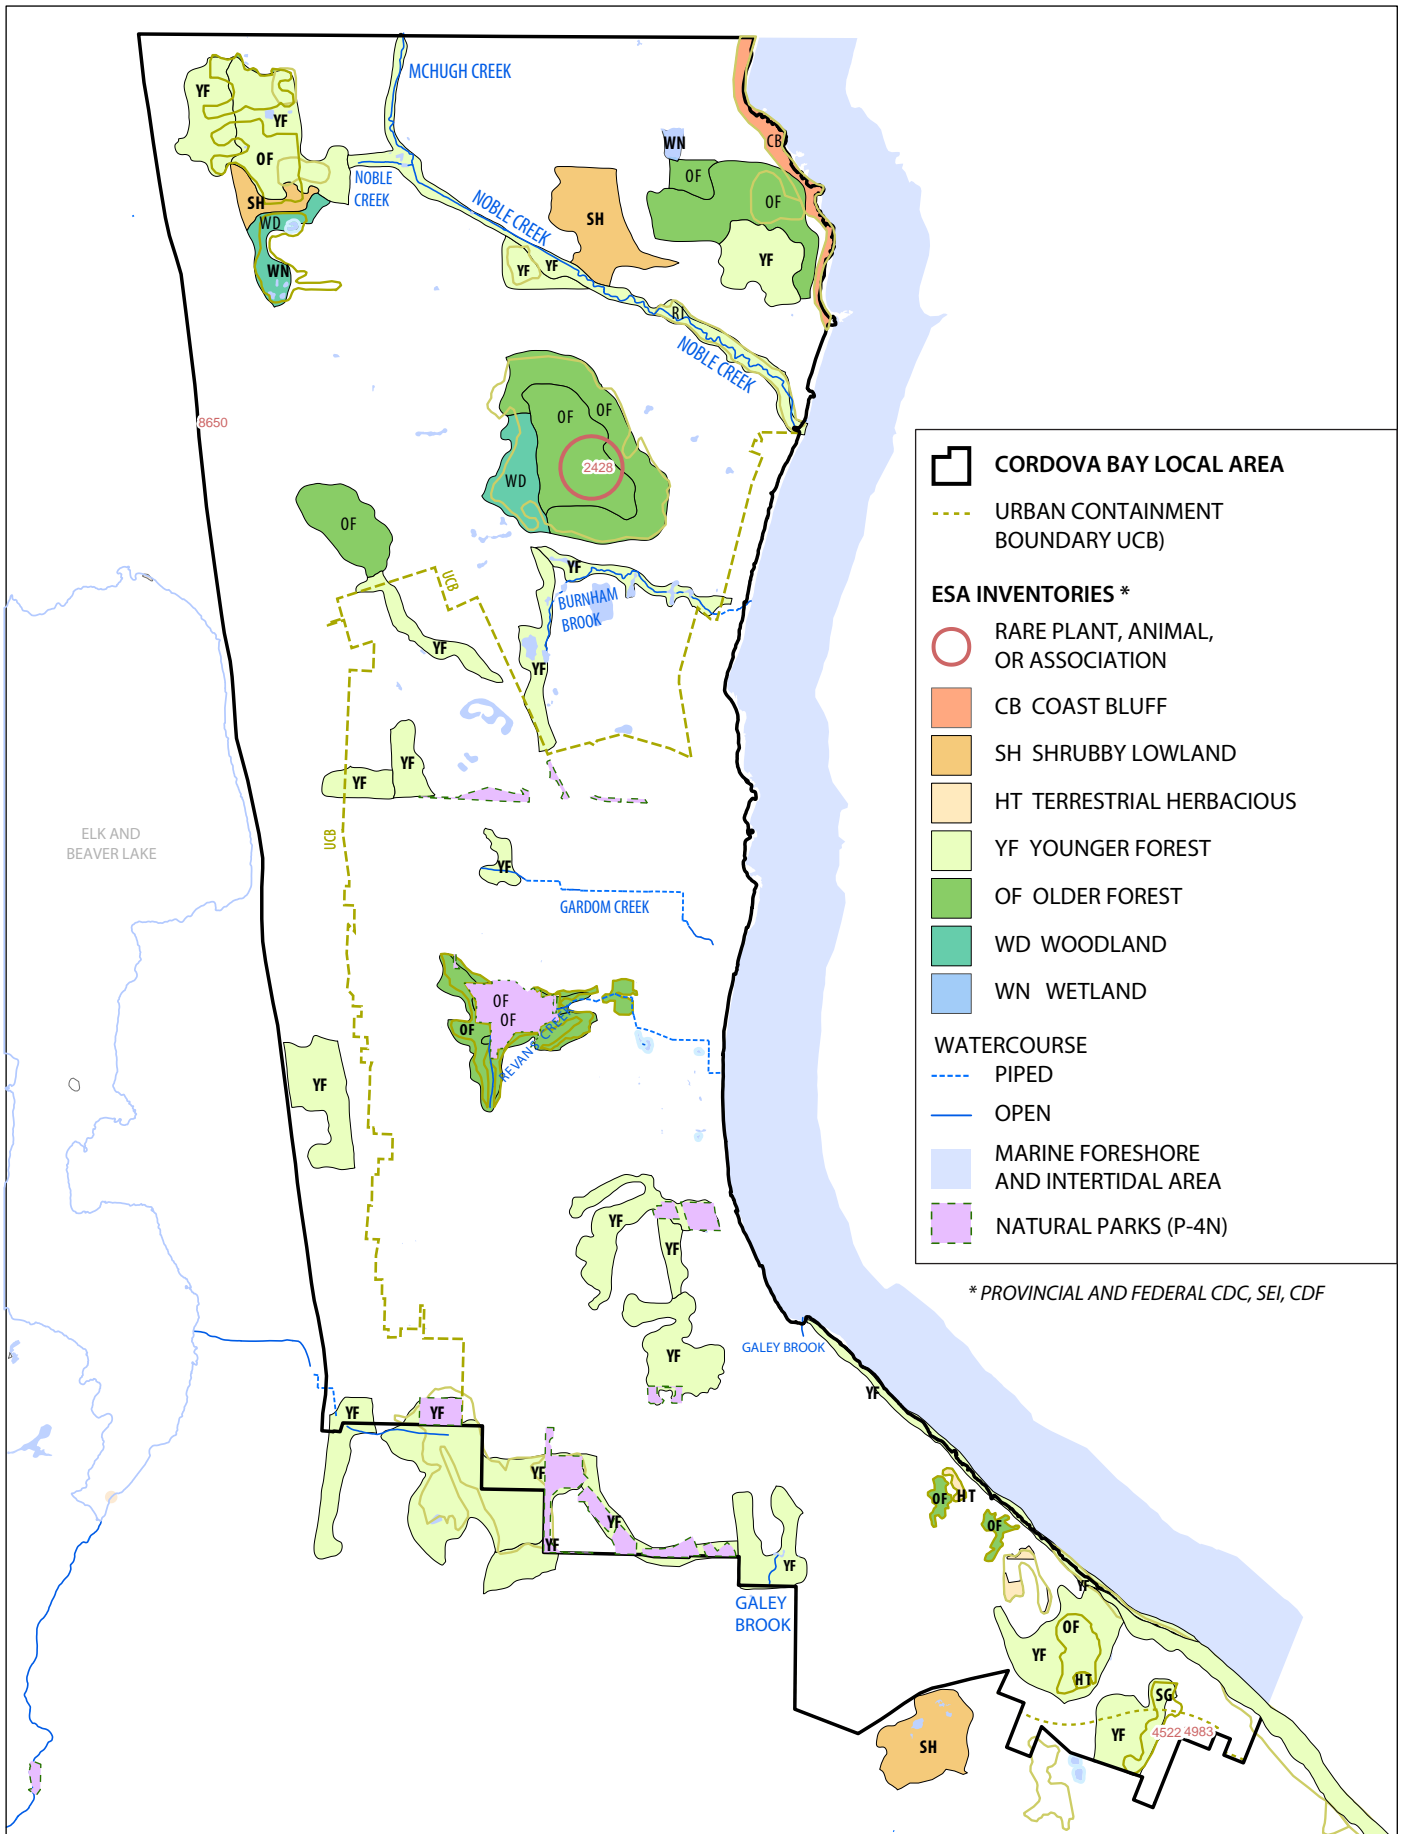 MCHUGH CREEK
YF
YF
CB
WN
OF
NOBLE
CREEK
OF
SH
WD
NOBLE CREEK
SH
OF
YF
WN
YF
YF
RI
NOBLE CREEK
8650
OF
OF
2428
WD
OF
UCB
YF
BURNHAM
BROOK
YF
YF
YF
YF
UCB
ELK AND
BEAVER LAKE
YF
GARDOM CREEK
OF
OF
OF
REVANS CREEK
YF
YF
YF
YF
GALEY BROOK
YF
YF
YF
YF
YF
YF
YF
GALEY
BROOK
OF
HT
OF
YF
OF
YF
HT
SG
YF
4522 4983
SH
CORDOVA BAY LOCAL AREA
URBAN CONTAINMENT
BOUNDARY UCB)
ESA INVENTORIES *
RARE PLANT, ANIMAL,
OR ASSOCIATION
CB COAST BLUFF
SH SHRUBBY LOWLAND
HT TERRESTRIAL HERBACIOUS
YF YOUNGER FOREST
OF OLDER FOREST
WD WOODLAND
WN WETLAND
WATERCOURSE
PIPED
OPEN
MARINE FORESHORE
AND INTERTIDAL AREA
NATURAL PARKS (P-4N)
* PROVINCIAL AND FEDERAL CDC, SEI, CDF